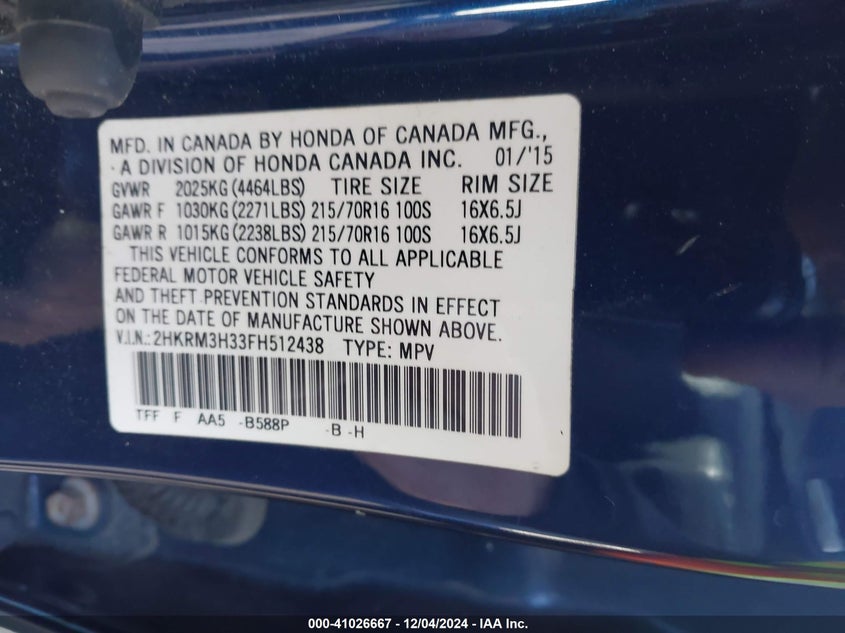 MFD. IN CANADA BY HONDA OF CANADA MFG.,
A DIVISION OF HONDA CANADA INC. 01/'15
GVWR 2025KG (4464LBS) TIRE SIZE RIM SIZE
GAWR F 1030KG (2271LBS) 215/70R16 100S 16X6.5J
GAWR R 1015KG (2238LBS) 215/70R16 100S 16X6.5J
THIS VEHICLE CONFORMS TO ALL APPLICABLE
FEDERAL MOTOR VEHICLE SAFETY
AND THEFT PREVENTION STANDARDS IN EFFECT
ON THE DATE OF MANUFACTURE SHOWN ABOVE.
V.I.N.:2HKRM3H33FH512438 TYPE: MPV
TFF F AA5 -B588P -B -H
000-41026667 - 12/04/2024 - IAA Inc.